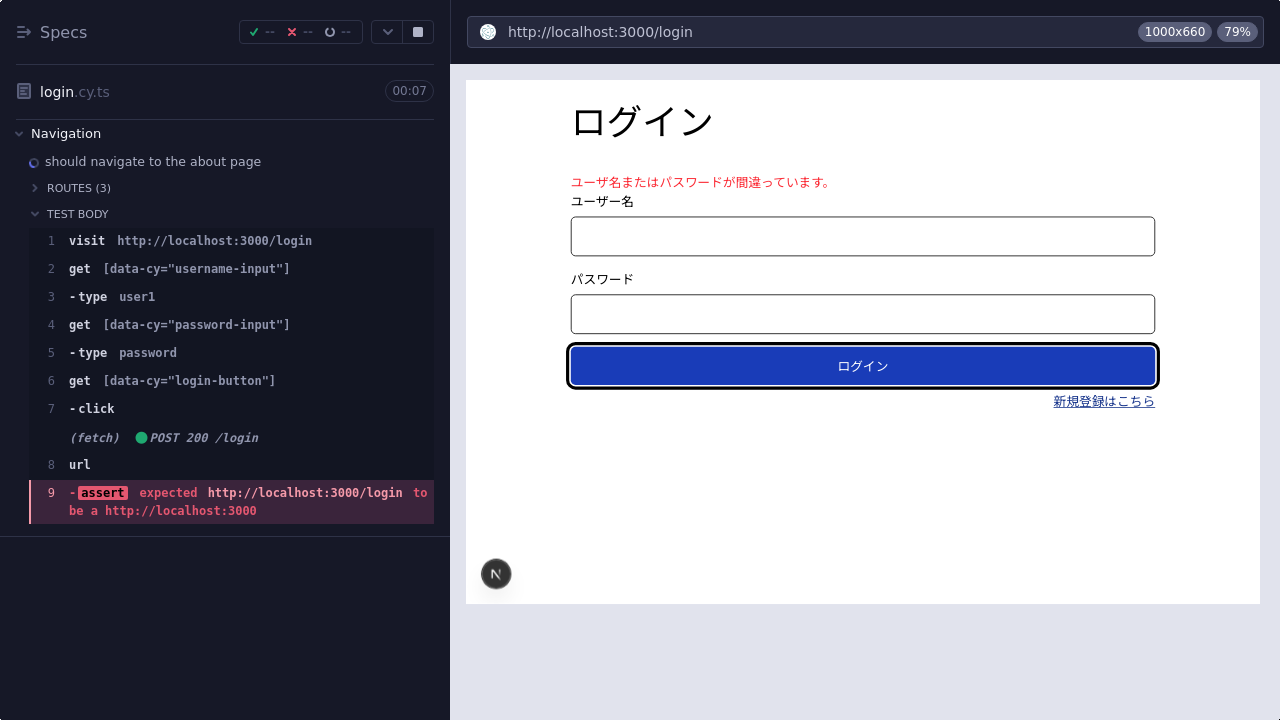 Specs
-- -- --
login.cy.ts
00:07
Navigation
should navigate to the about page
ROUTES (3)
TEST BODY
1 visit http://localhost:3000/login
2 get [data-cy="username-input"]
3 -type user1
4 get [data-cy="password-input"]
5 -type password
6 get [data-cy="login-button"]
7 -click
(fetch) POST 200 /login
8 url
9 -assert expected http://localhost:3000/login to
be a http://localhost:3000
http://localhost:3000/login
1000x660
79%
ログイン
ユーザ名またはパスワードが間違っています。
ユーザー名
パスワード
ログイン
新規登録はこちら
N